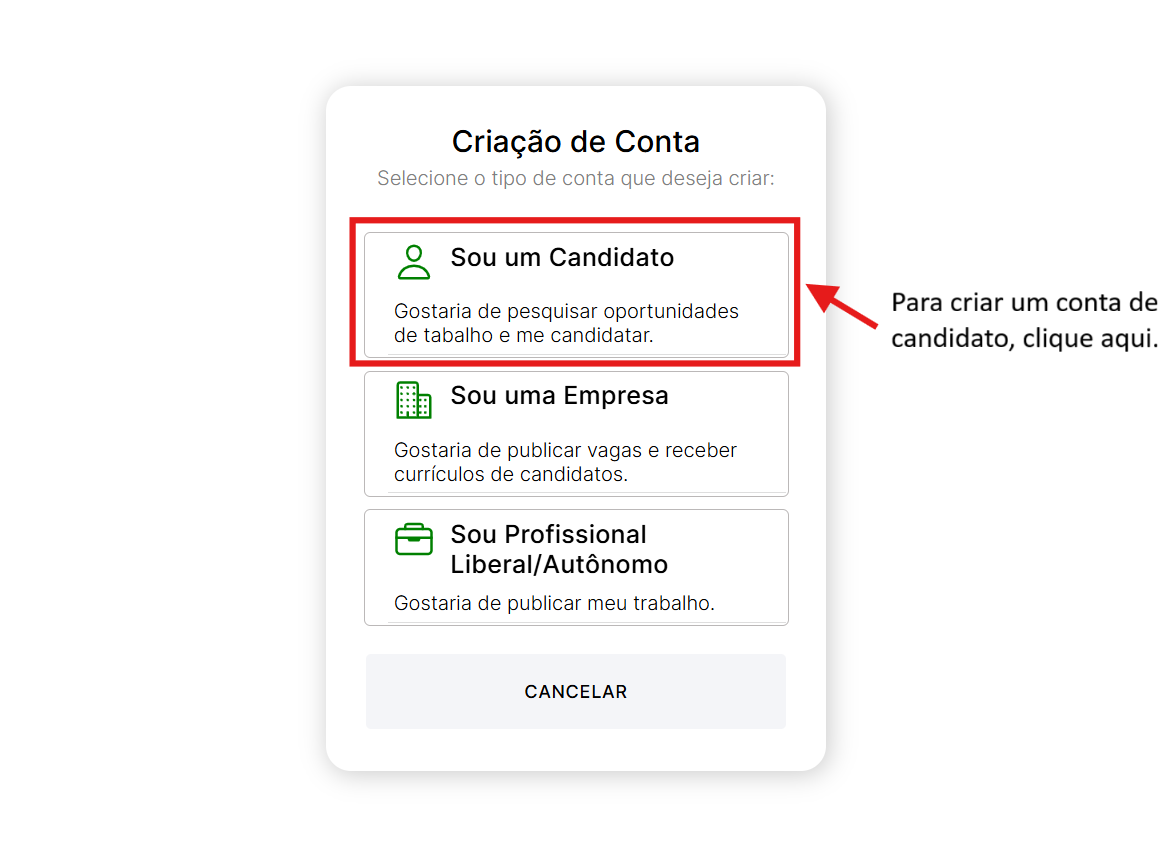 Criação de Conta
Selecione o tipo de conta que deseja criar:
Sou um Candidato
Gostaria de pesquisar oportunidades
de tabalho e me candidatar.
Para criar um conta de
candidato, clique aqui.
Sou uma Empresa
Gostaria de publicar vagas e receber
currículos de candidatos.
Sou Profissional
Liberal/Autônomo
Gostaria de publicar meu trabalho.
CANCELAR